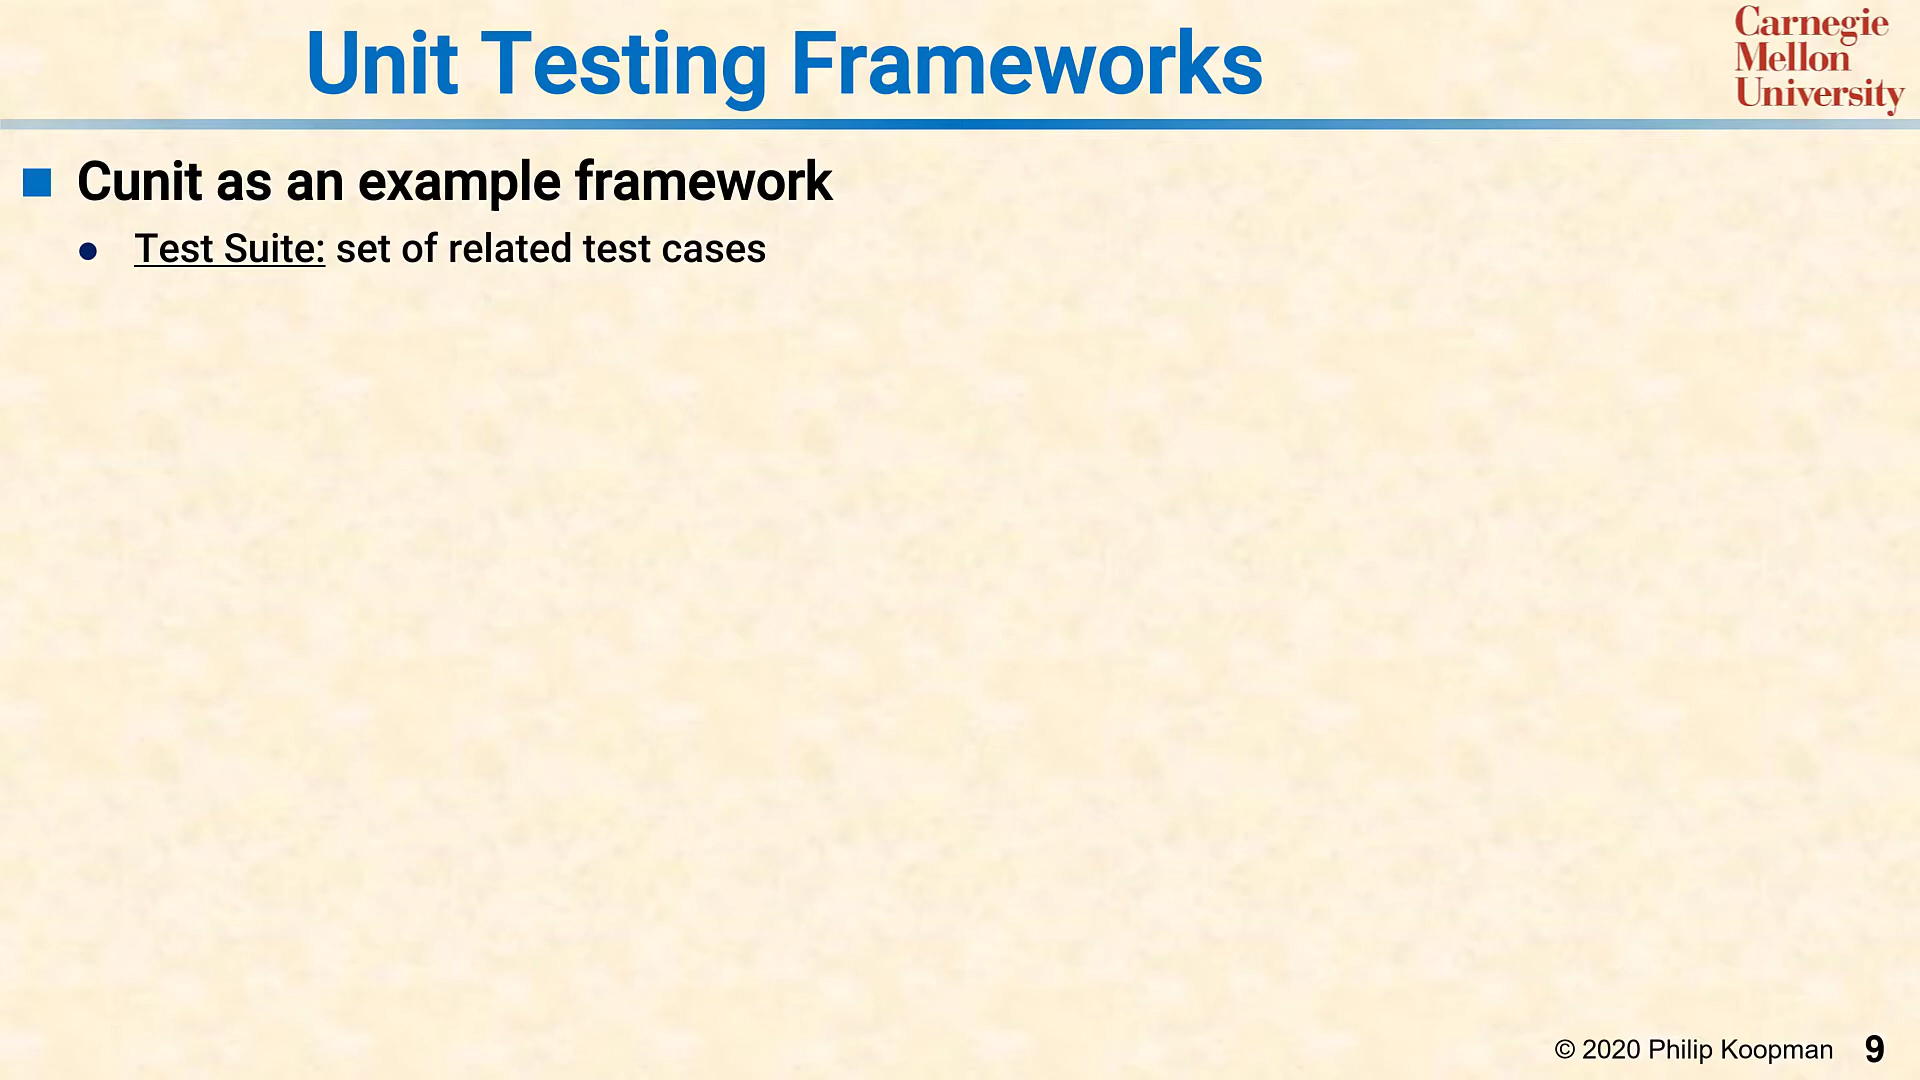 Unit Testing Frameworks
Carnegie
Mellon
University
Cunit as an example framework
Test Suite: set of related test cases
© 2020 Philip Koopman 9